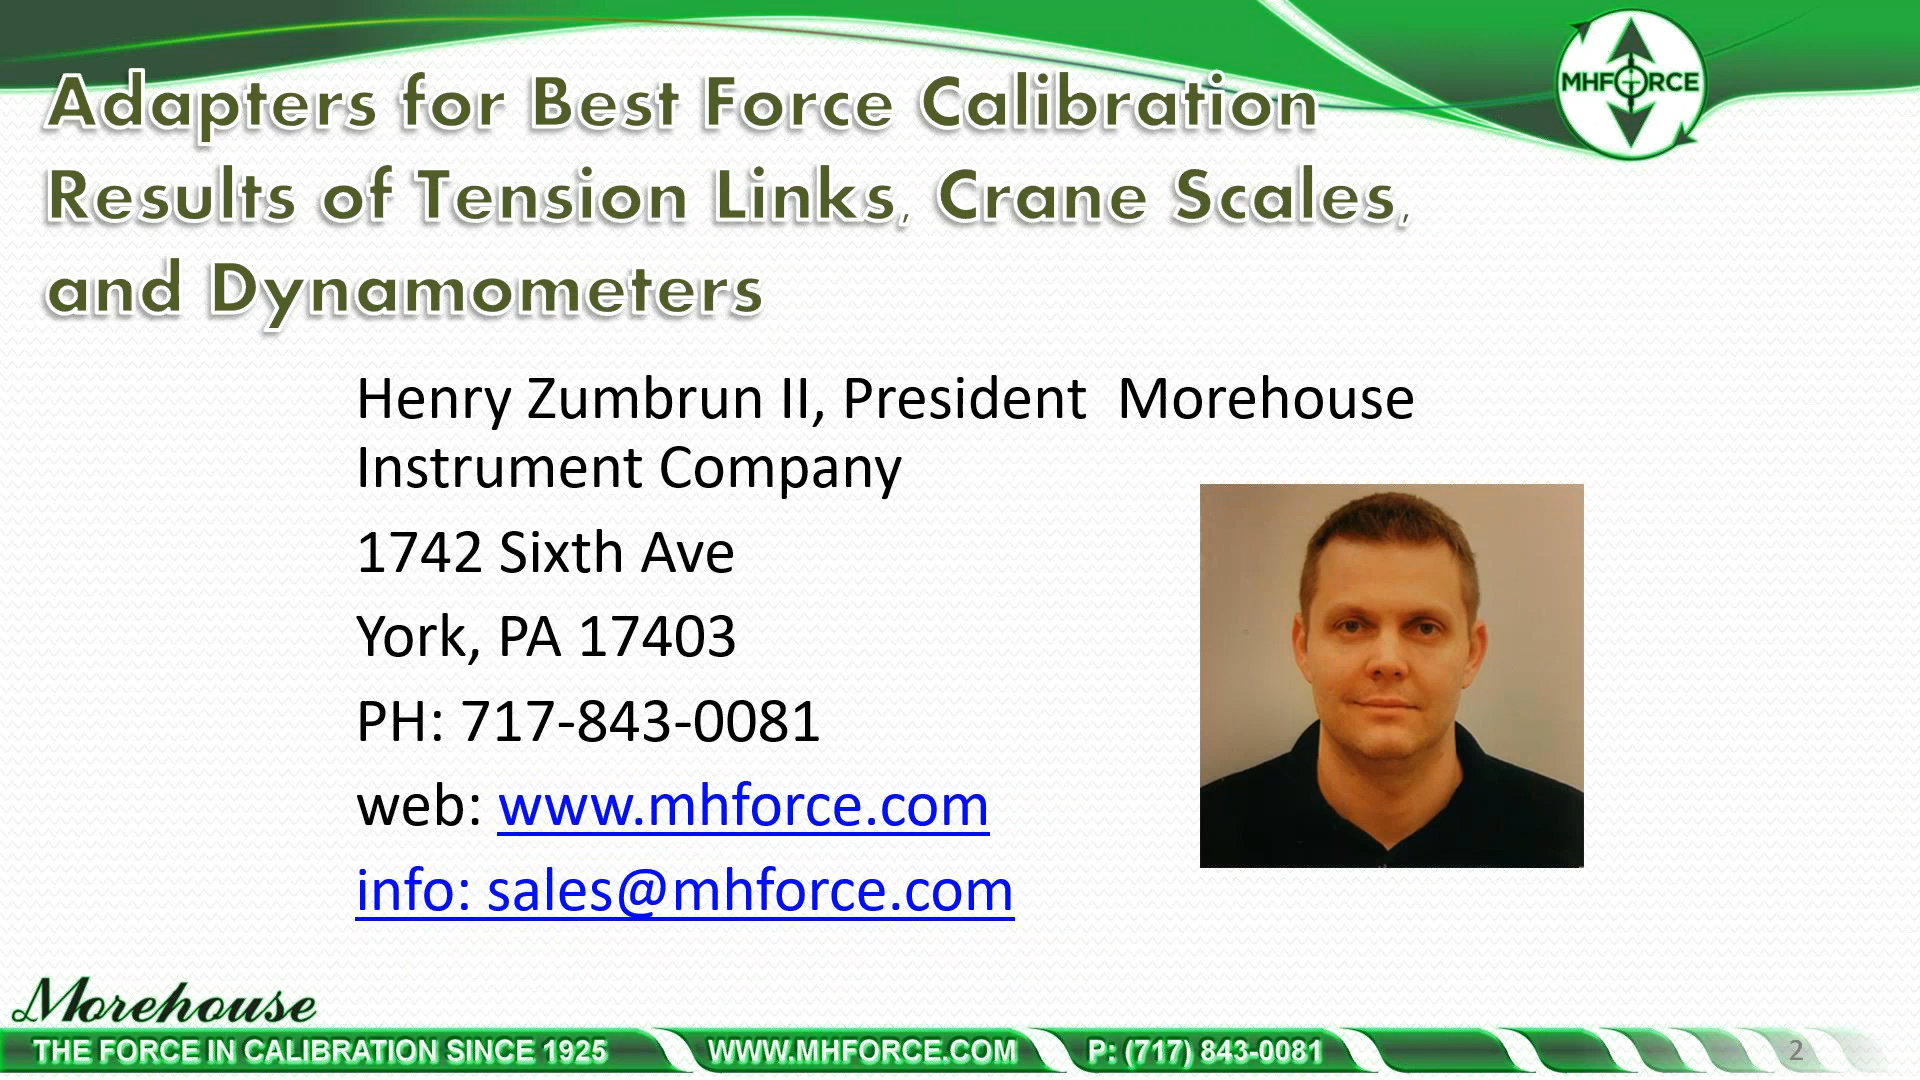 Adapters for Best Force Calibration
Results of Tension Links, Crane Scales,
and Dynamometers
MHFORCE
Henry Zumbrun II, President  Morehouse
Instrument Company
1742 Sixth Ave
York, PA 17403
PH: 717-843-0081
web: www.mhforce.com
info: sales@mhforce.com
Morehouse
THE FORCE IN CALIBRATION SINCE 1925 WWW.MHFORCE.COM P: (717) 843-0081 2